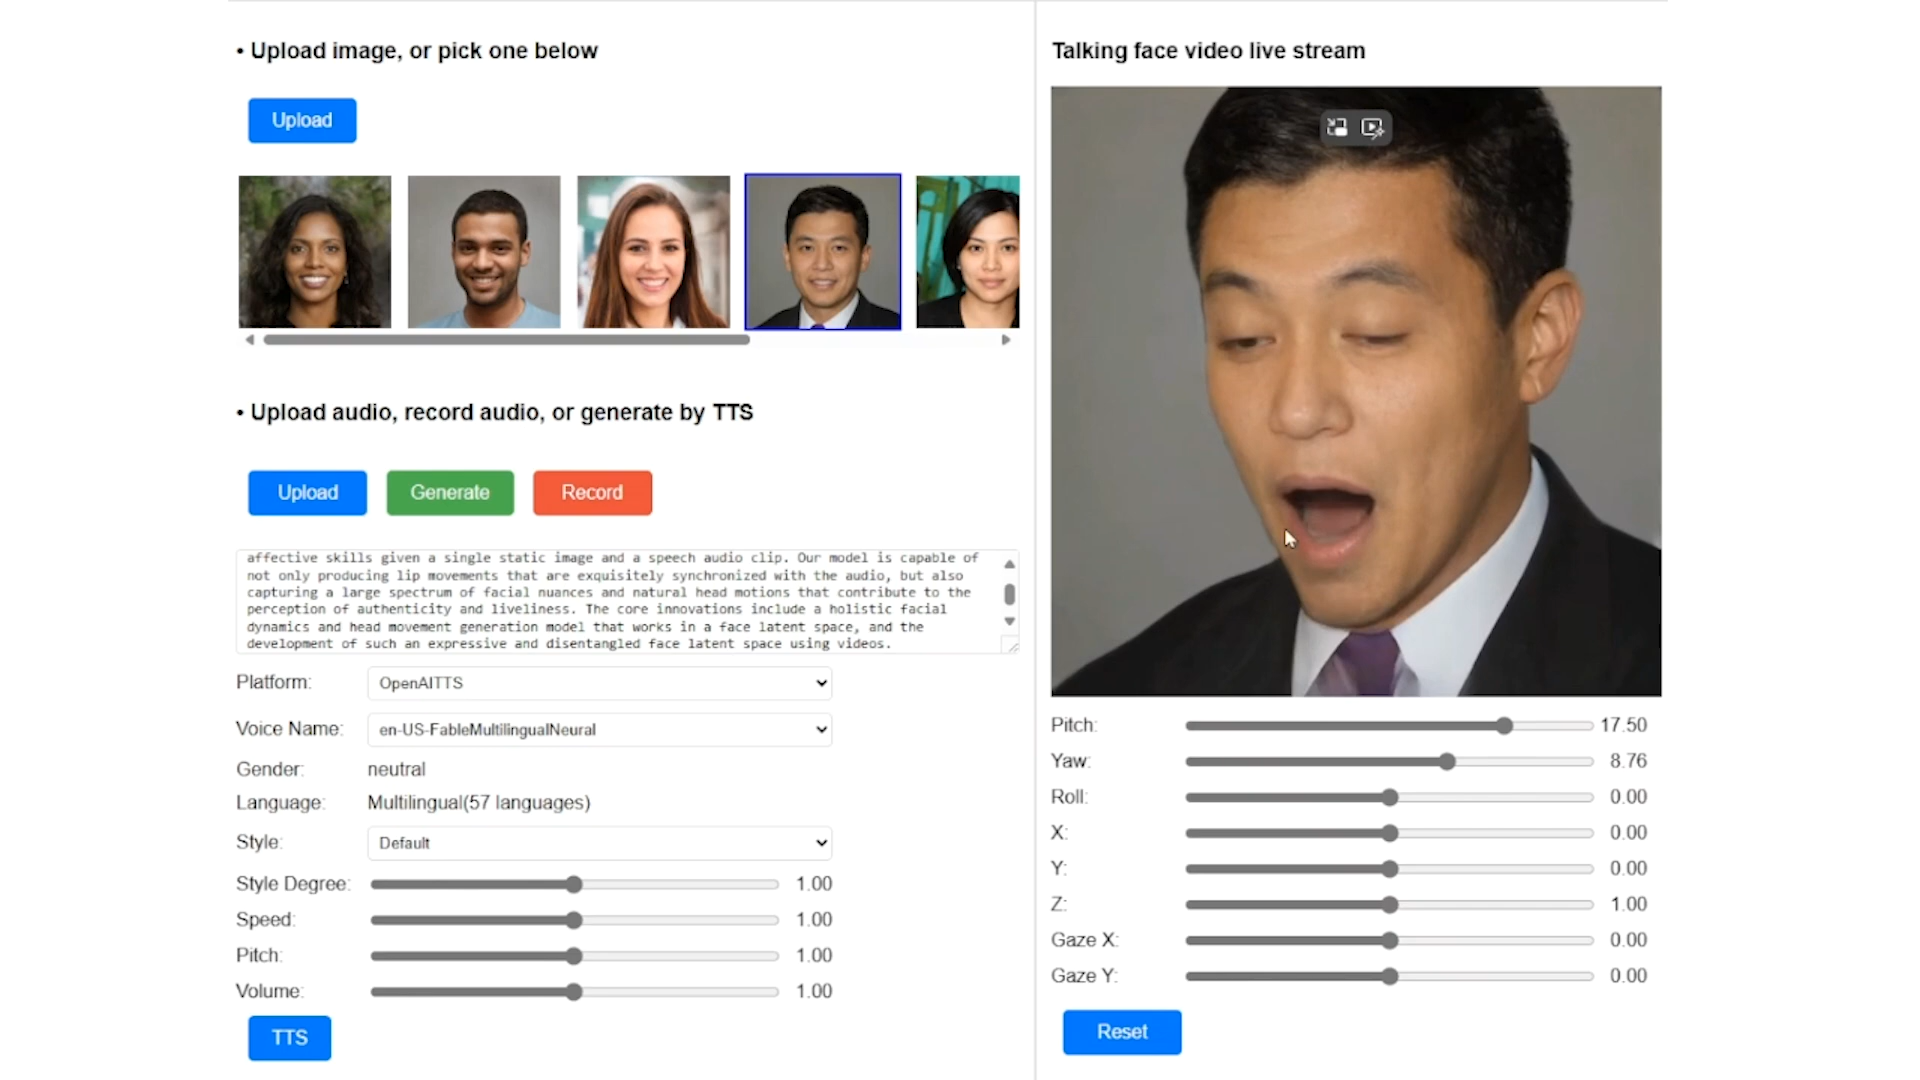 • Upload image, or pick one below
Upload
• Upload audio, record audio, or generate by TTS
Upload Generate Record
affective skills given a single static image and a speech audio clip. Our model is capable of
not only producing lip movements that are exquisitely synchronized with the audio, but also
capturing a large spectrum of facial nuances and natural head motions that contribute to the
perception of authenticity and liveliness. The core innovations include a holistic facial
dynamics and head movement generation model that works in a face latent space, and the
development of such an expressive and disentangled face latent space using videos.
Platform: OpenAITTS
Voice Name: en-US-FableMultilingualNeural
Gender: neutral
Language: Multilingual(57 languages)
Style: Default
Style Degree: 1.00
Speed: 1.00
Pitch: 1.00
Volume: 1.00
TTS
Talking face video live stream
Pitch: 17.50
Yaw: 8.76
Roll: 0.00
X: 0.00
Y: 0.00
Z: 1.00
Gaze X: 0.00
Gaze Y: 0.00
Reset